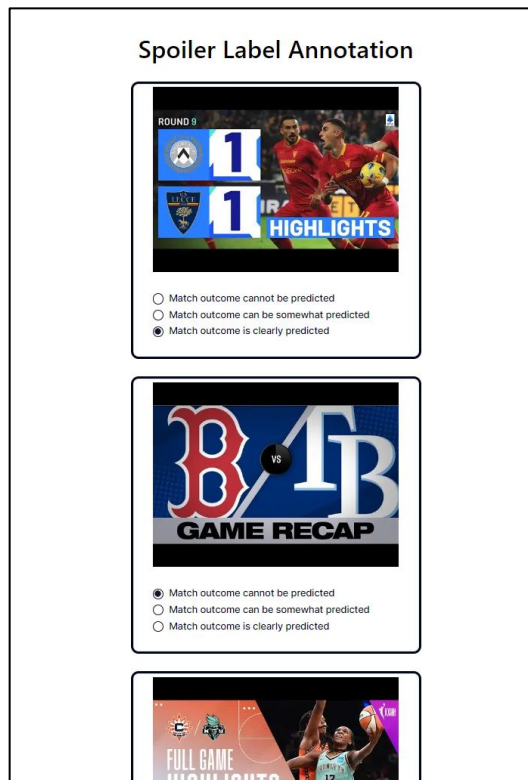 Spoiler Label Annotation
ROUND 9
1
LECCE
1
HIGHLIGHTS
Match outcome cannot be predicted
Match outcome can be somewhat predicted
Match outcome is clearly predicted
B
VS
TB
GAME RECAP
Match outcome cannot be predicted
Match outcome can be somewhat predicted
Match outcome is clearly predicted
FULL GAME
HIGHLIGHTS